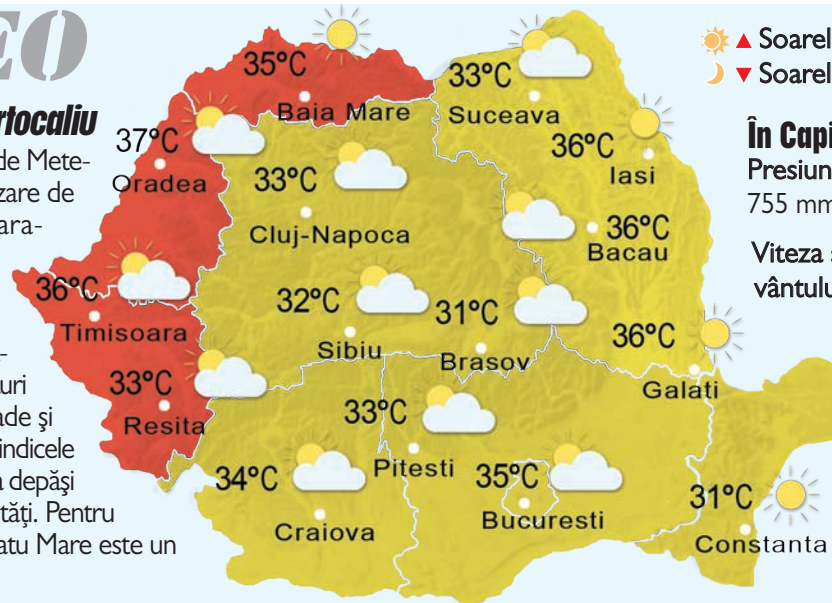 EO
rtocaliu
de Mete-
zare de
ara-
uri
ade şi
indicele
a depăşi
tăţi. Pentru
atu Mare este un
35°C
Baia Mare
33°C
Suceava
37°C
Oradea
36°C
Iasi
33°C
Cluj-Napoca
36°C
Bacau
36°C
Timisoara
32°C
Sibiu
31°C
Brasov
36°C
Galati
33°C
Resita
33°C
Pitesti
34°C
Craiova
35°C
Bucuresti
31°C
Constanta
▲ Soarel
▼ Soarel
În Capi
Presiun
755 mm
Viteza
vântulu